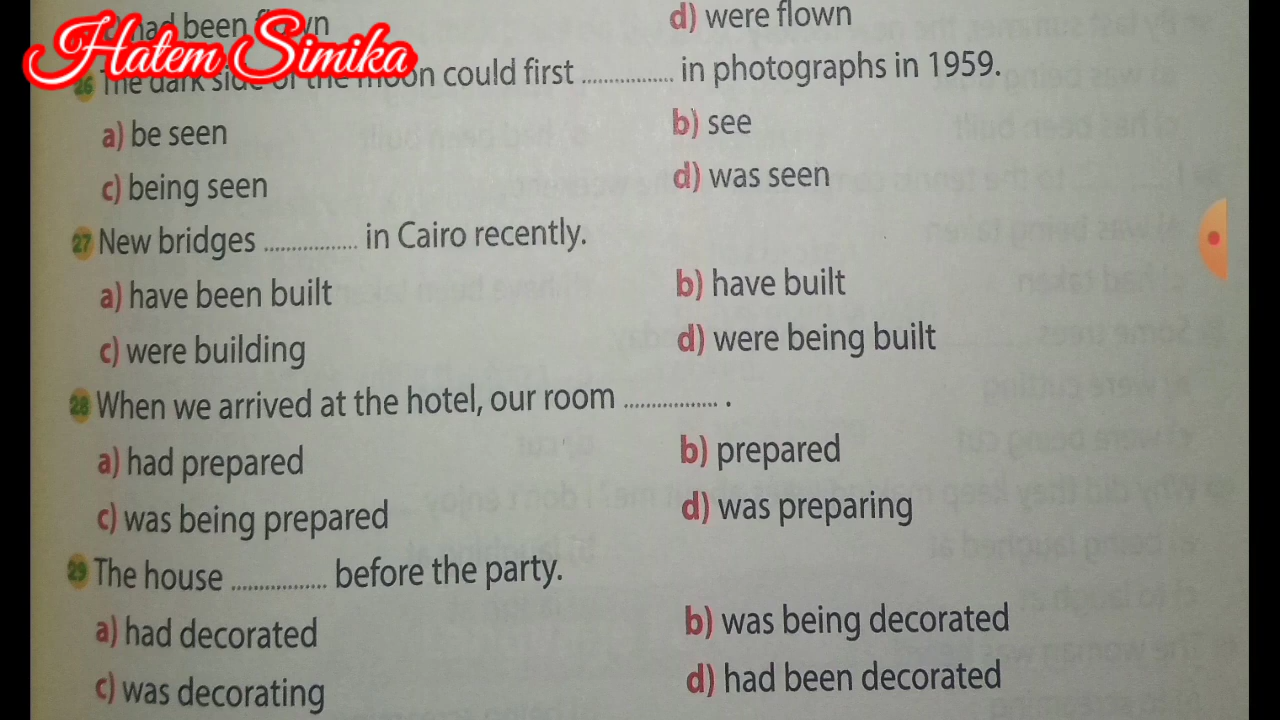 had been flown
d) were flown
Hatem Simika
26 The dark side of the moon could first ............... in photographs in 1959.
a) be seen
b) see
c) being seen
d) was seen
27 New bridges ................ in Cairo recently.
a) have been built
b) have built
c) were building
d) were being built
28 When we arrived at the hotel, our room ................ .
a) had prepared
b) prepared
c) was being prepared
d) was preparing
29 The house ................ before the party.
a) had decorated
b) was being decorated
c) was decorating
d) had been decorated